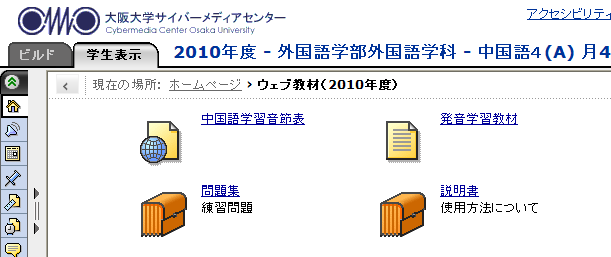 大阪大学サイバーメディアセンター
Cybermedia Center Osaka University
アクセシビリティ
ビルド
学生表示
2010年度 - 外国語学部外国語学科 - 中国語4 (A) 月4
現在の場所: ホームページ > ウェブ教材(2010年度)
中国語学習音節表
発音学習教材
問題集
練習問題
説明書
使用方法について